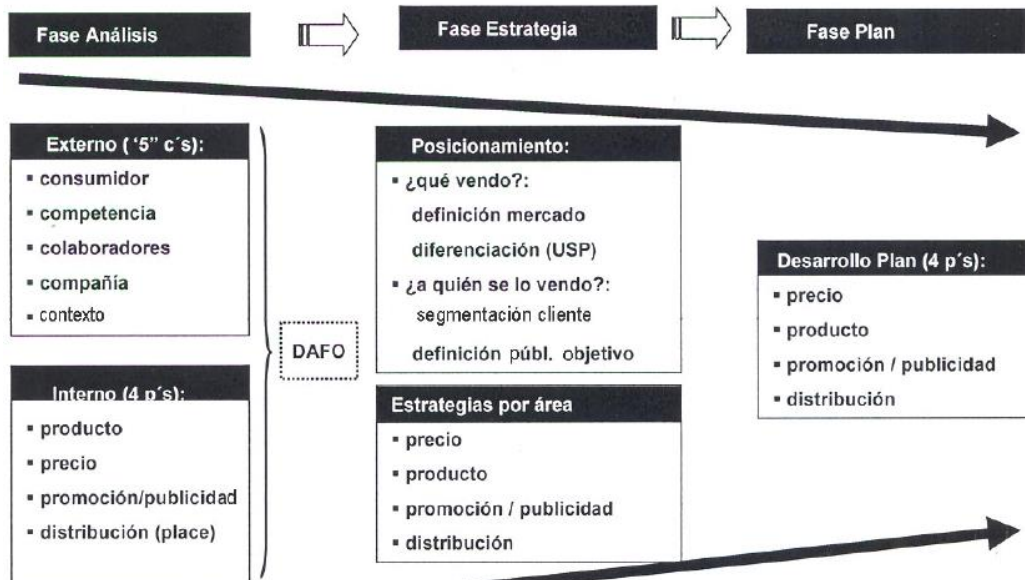 Fase Análisis
Fase Estrategia
Fase Plan
Externo ( ‘5” c´s):
▪ consumidor
▪ competencia
▪ colaboradores
▪ compañía
▪ contexto
Interno (4 p´s):
▪ producto
▪ precio
▪ promoción/publicidad
▪ distribución (place)
DAFO
Posicionamiento:
▪ ¿qué vendo?:
definición mercado
diferenciación (USP)
▪ ¿a quién se lo vendo?:
segmentación cliente
definición públ. objetivo
Estrategias por área
▪ precio
▪ producto
▪ promoción / publicidad
▪ distribución
Desarrollo Plan (4 p´s):
▪ precio
▪ producto
▪ promoción / publicidad
▪ distribución